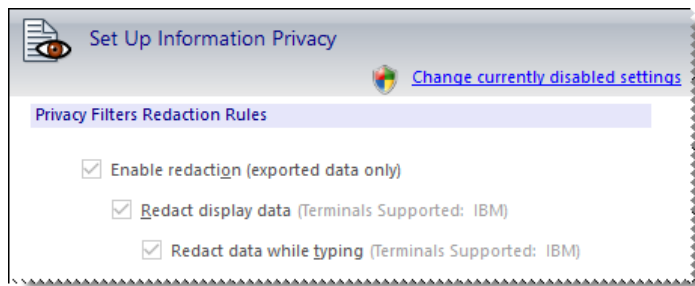 Set Up Information Privacy
Change currently disabled settings
Privacy Filters Redaction Rules
Enable redaction (exported data only)
Redact display data (Terminals Supported: IBM)
Redact data while typing (Terminals Supported: IBM)